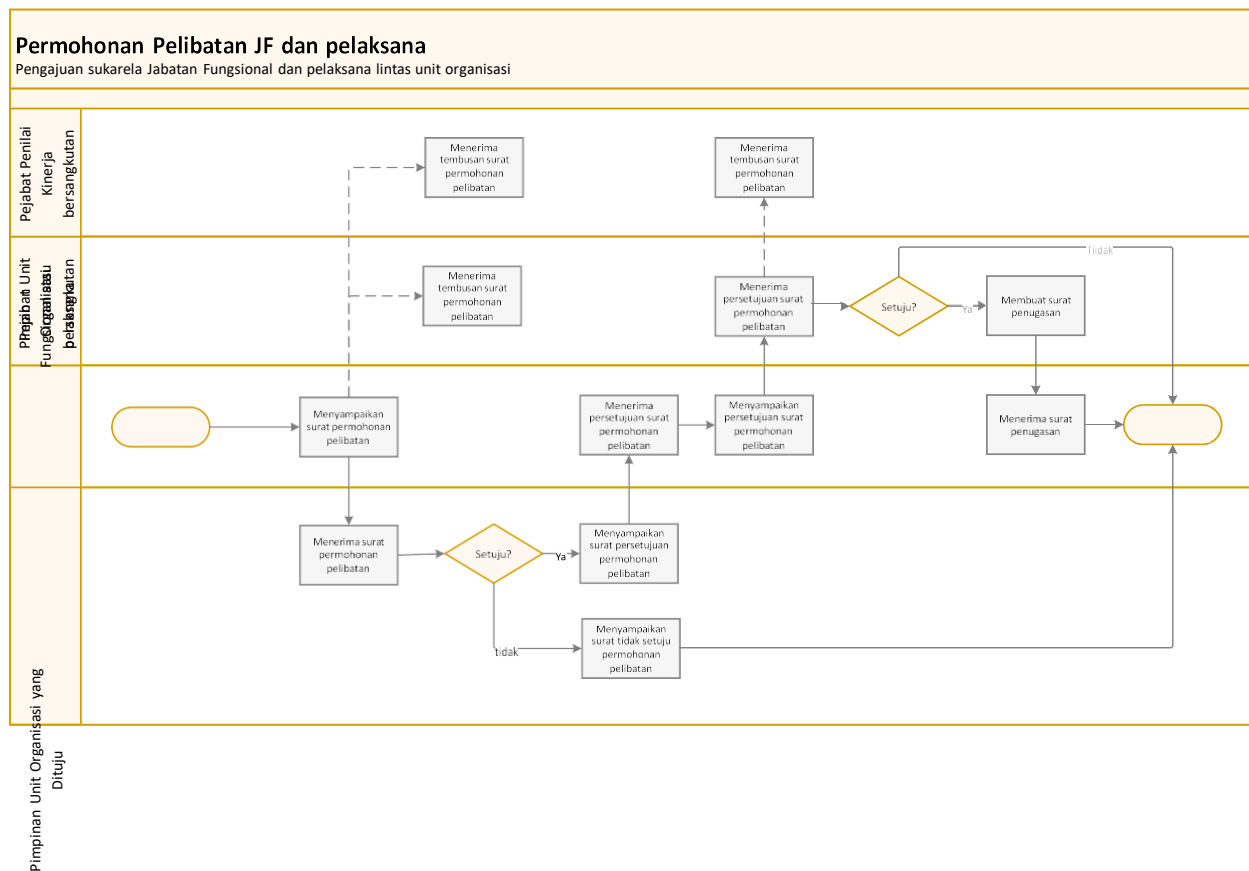 Permohonan Pelibatan JF dan pelaksana
Pengajuan sukarela Jabatan Fungsional dan pelaksana lintas unit organisasi
Pejabat Penilai
Kinerja
bersangkutan
Menerima
tembusan surat
permohonan
pelibatan
Menerima
tembusan surat
permohonan
pelibatan
Unit
Menerima
tembusan surat
permohonan
pelibatan
Menerima
persetujuan surat
permohonan
pelibatan
Setuju?
Tiidak
Ya
Membuat surat
penugasan
Menyampaikan
surat permohonan
pelibatan
Menerima
persetujuan surat
permohonan
pelibatan
Menyampaikan
persetujuan surat
permohonan
pelibatan
Menerima surat
penugasan
Pimpinan Unit Organisasi yang
Dituju
Menerima surat
permohonan
pelibatan
Setuju?
Ya
Menyampaikan
surat persetujuan
permohonan
pelibatan
tidak
Menyampaikan
surat tidak setuju
permohonan
pelibatan